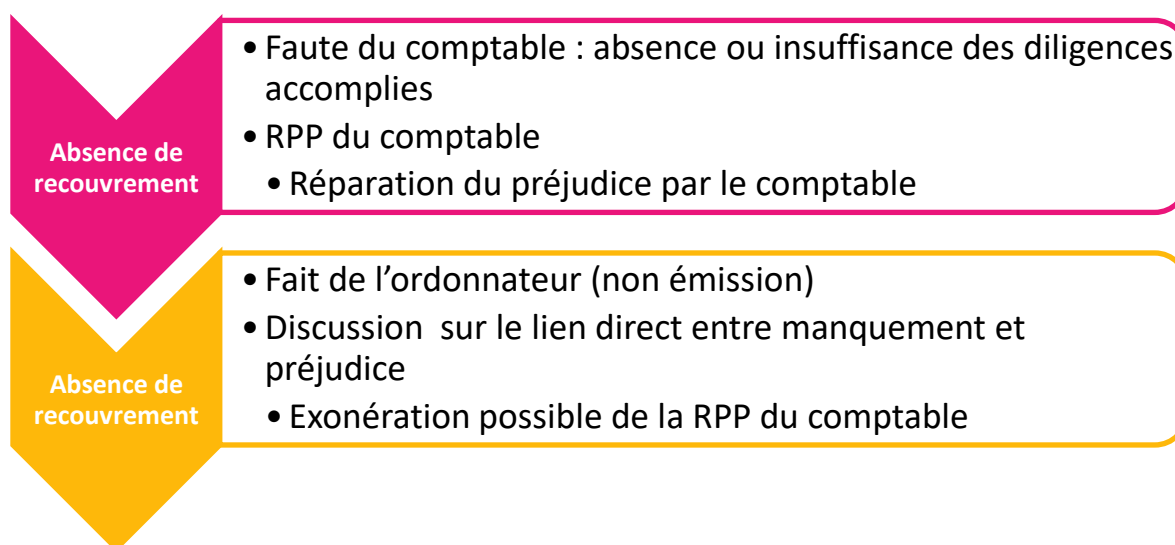 Absence de
recouvrement
• Faute du comptable : absence ou insuffisance des diligences
accomplies
• RPP du comptable
• Réparation du préjudice par le comptable
Absence de
recouvrement
• Fait de l’ordonnateur (non émission)
• Discussion sur le lien direct entre manquement et
préjudice
• Exonération possible de la RPP du comptable